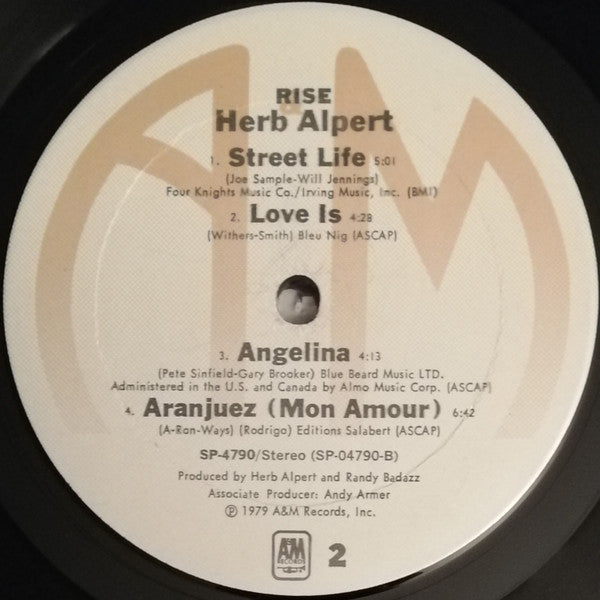 RISE
Herb Alpert
1. Street Life 5:01
(Joe Sample-Will Jennings)
Four Knights Music Co./Irving Music, Inc. (BMI)
2. Love Is 4:28
(Withers-Smith) Bleu Nig (ASCAP)
3. Angelina 4:13
(Pete Sinfield-Gary Brooker) Blue Beard Music LTD.
Administered in the U.S. and Canada by Almo Music Corp. (ASCAP)
4. Aranjuez (Mon Amour) 6:42
(A-Ron-Ways) (Rodrigo) Editions Salabert (ASCAP)
SP-4790/Stereo (SP-04790-B)
Produced by Herb Alpert and Randy Badazz
Associate Producer: Andy Armer
℗ 1979 A&M Records, Inc.
A&M RECORDS 2